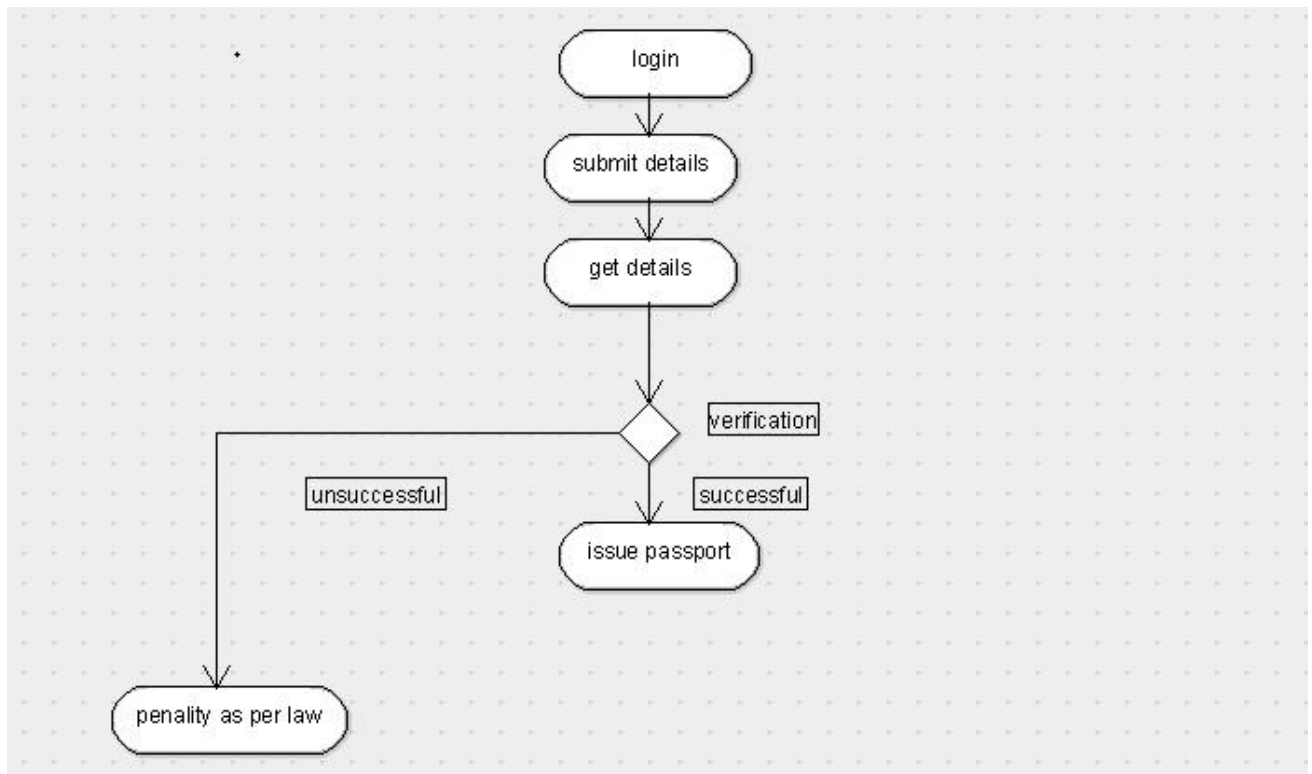 login
submit details
get details
verification
unsuccessful
successful
issue passport
penality as per law